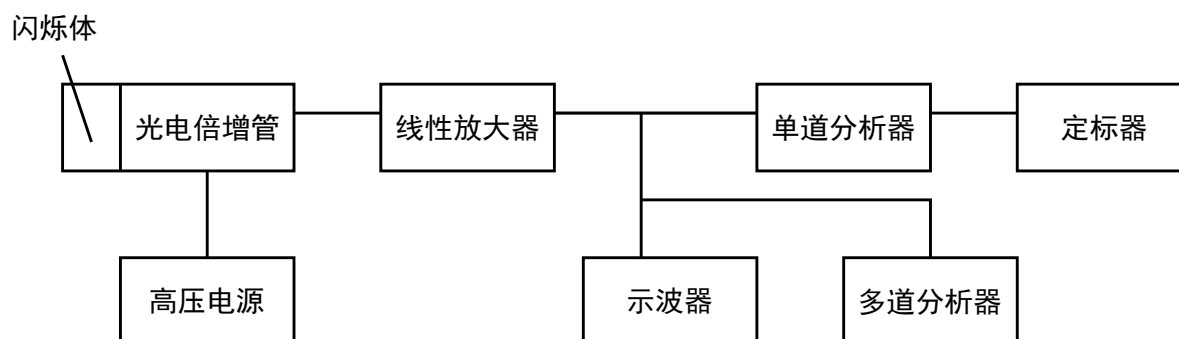 闪烁体
光电倍增管
线性放大器
单道分析器
定标器
高压电源
示波器
多道分析器